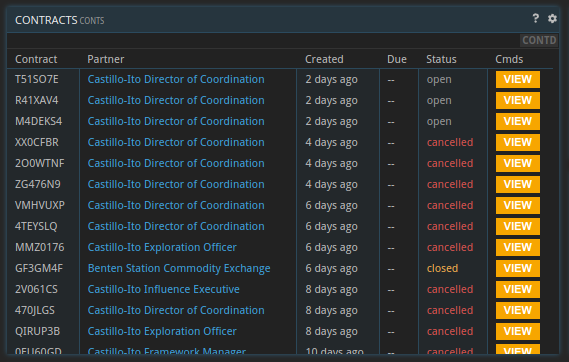 CONTRACTS CONTS ?
CONTD
Contract Partner Created Due Status Cmds
T51SO7E Castillo-Ito Director of Coordination 2 days ago -- open VIEW
R41XAV4 Castillo-Ito Director of Coordination 2 days ago -- open VIEW
M4DEKS4 Castillo-Ito Director of Coordination 2 days ago -- open VIEW
XX0CFBR Castillo-Ito Director of Coordination 4 days ago -- cancelled VIEW
2O0WTNF Castillo-Ito Director of Coordination 4 days ago -- cancelled VIEW
ZG476N9 Castillo-Ito Director of Coordination 4 days ago -- cancelled VIEW
VMHVUXP Castillo-Ito Director of Coordination 6 days ago -- cancelled VIEW
4TEYSLQ Castillo-Ito Director of Coordination 6 days ago -- cancelled VIEW
MMZ0176 Castillo-Ito Exploration Officer 6 days ago -- cancelled VIEW
GF3GM4F Benten Station Commodity Exchange 6 days ago -- closed VIEW
2V061CS Castillo-Ito Influence Executive 8 days ago -- cancelled VIEW
470JLGS Castillo-Ito Director of Coordination 8 days ago -- cancelled VIEW
QIRUP3B Castillo-Ito Exploration Officer 8 days ago -- cancelled VIEW
Castillo-Ito Framework Manager 10 days ago -- cancelled VIEW